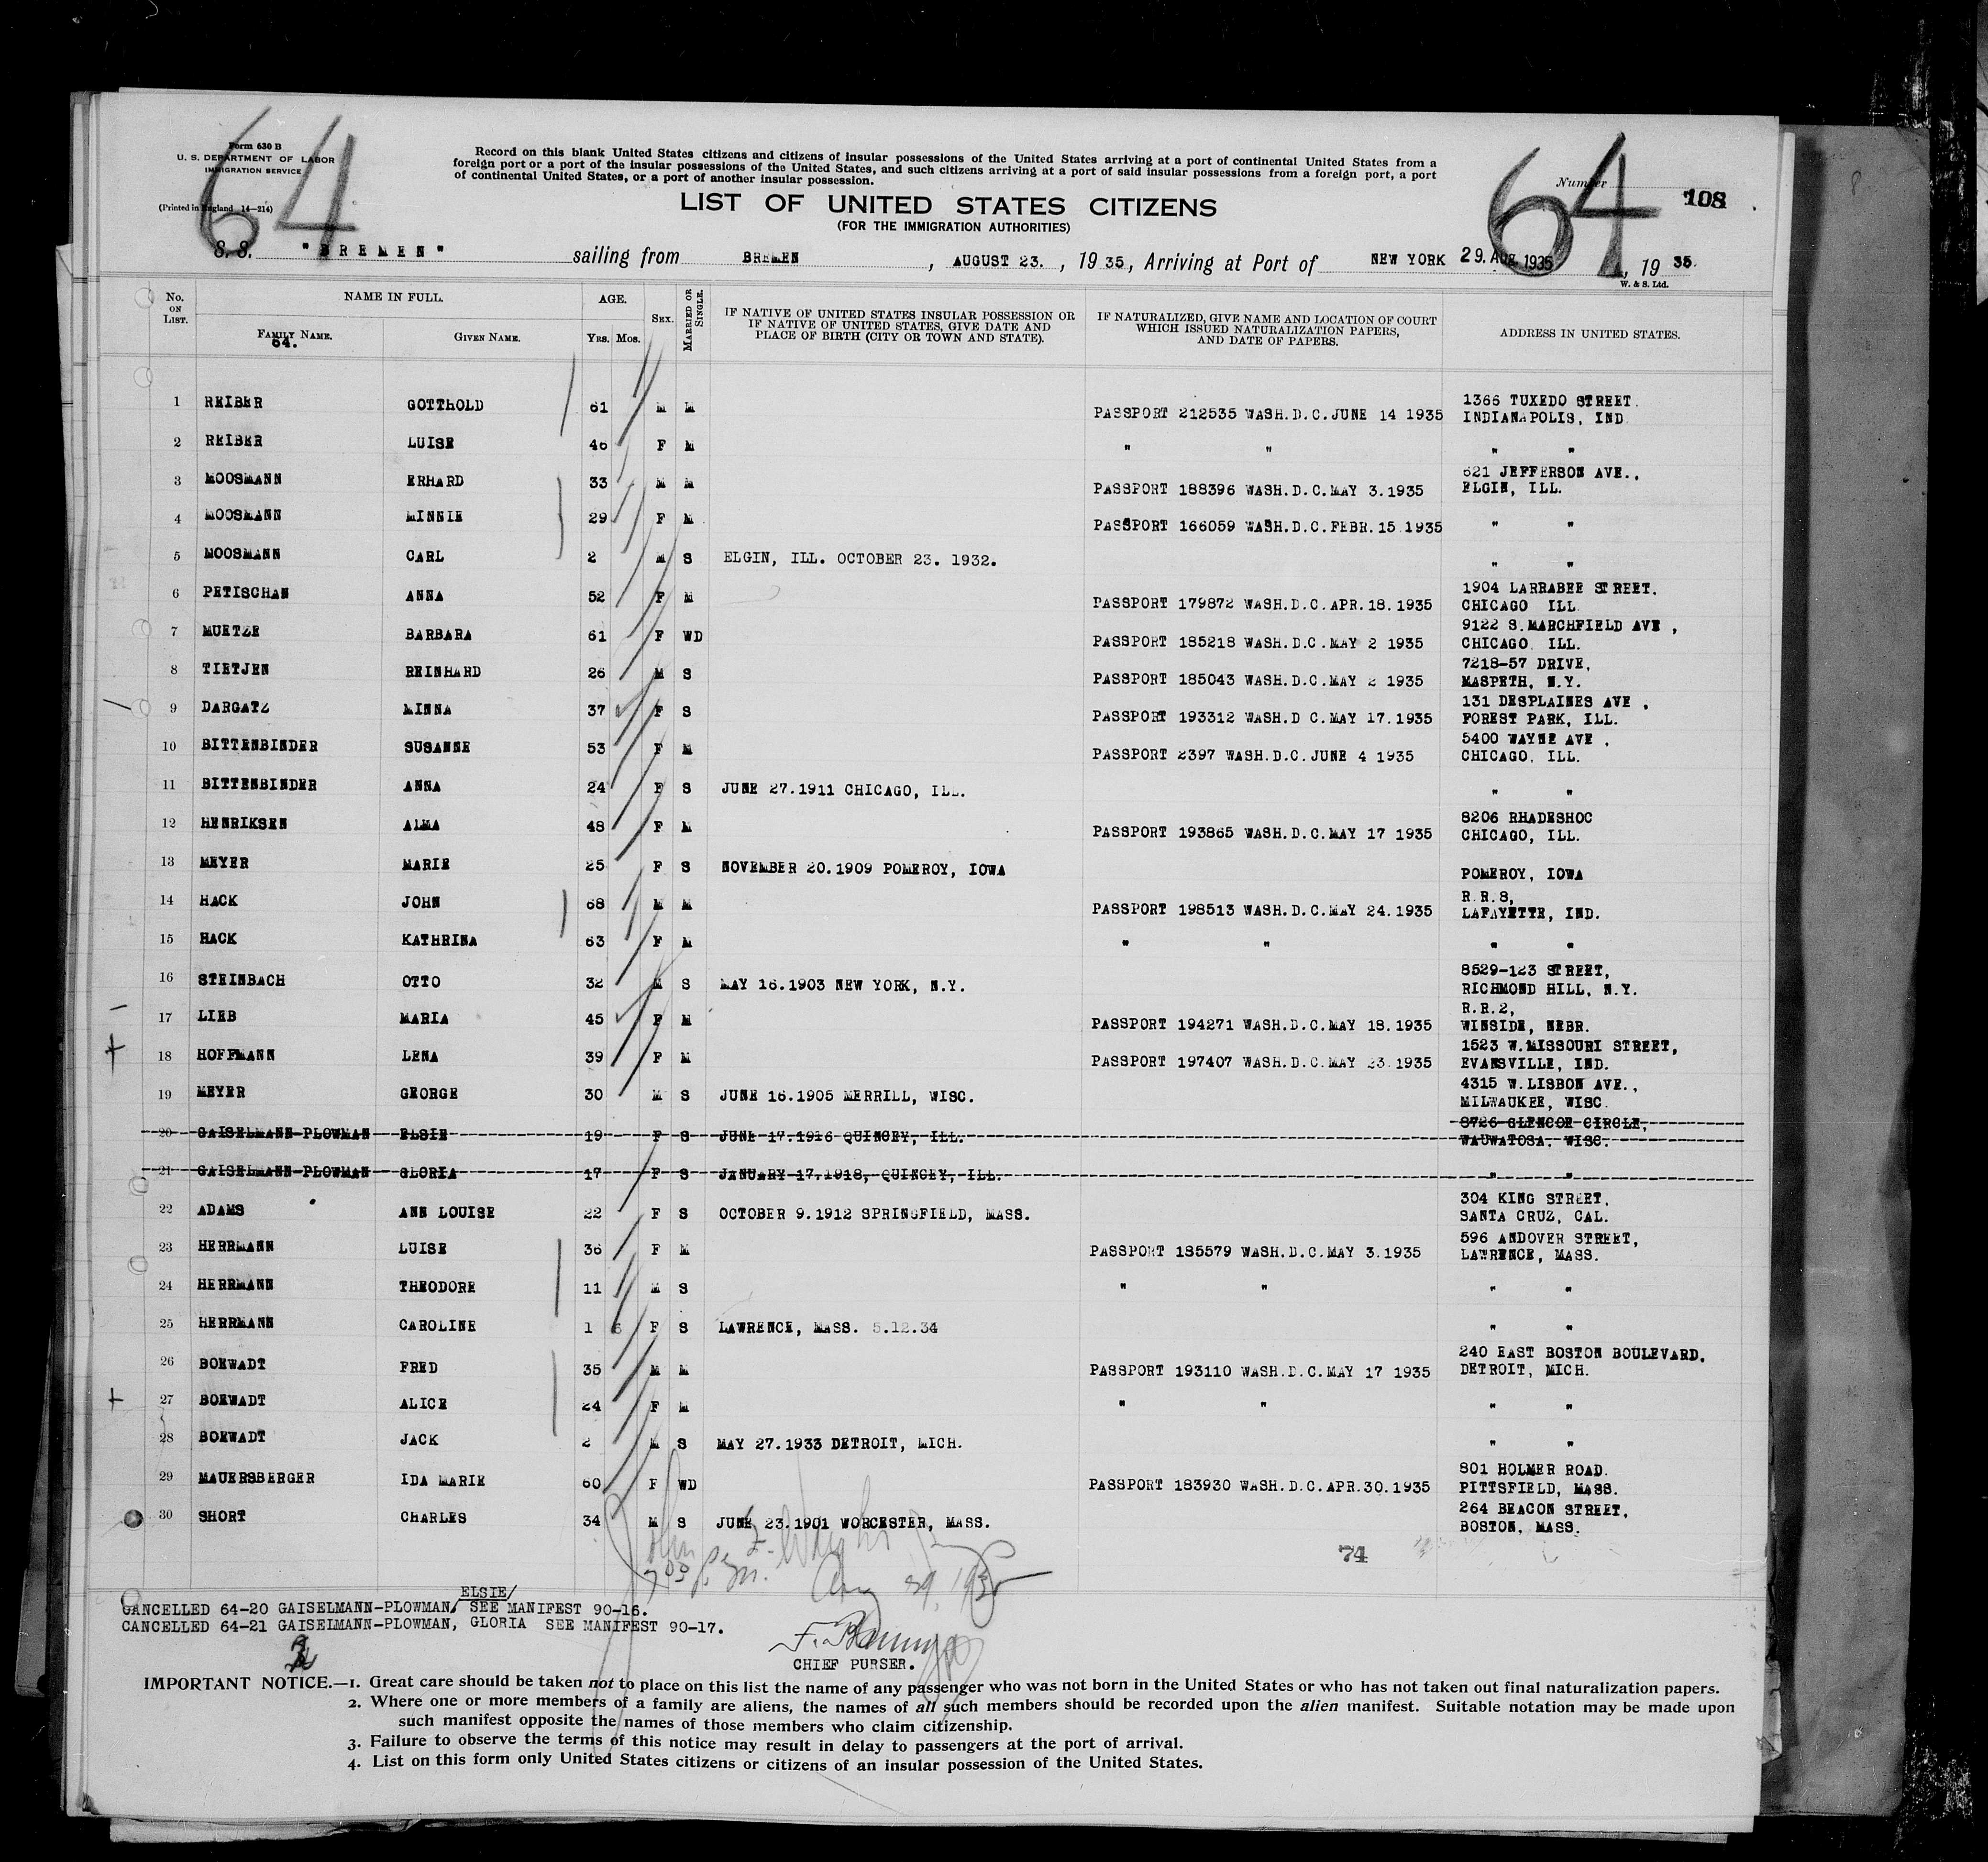 64
64
Form 630 B
U. S. DEPARTMENT OF LABOR
IMMIGRATION SERVICE
(Printed in England 14—214)
Record on this blank United States citizens and citizens of insular possessions of the United States arriving at a port of continental United States from a
foreign port or a port of the insular possessions of the United States, and such citizens arriving at a port of said insular possessions from a foreign port, a port
of continental United States, or a port of another insular possession.
Number 108
LIST OF UNITED STATES CITIZENS
(FOR THE IMMIGRATION AUTHORITIES)
S. S. "BREMEN" sailing from BREMEN, AUGUST 23., 1935, Arriving at Port of NEW YORK 29. Aug. 1935, 19 35.
W. & S. Ltd.
No. ON LIST. NAME IN FULL. AGE. SEX. MARRIED OR SINGLE. IF NATIVE OF UNITED STATES INSULAR POSSESSION OR IF NATIVE OF UNITED STATES, GIVE DATE AND PLACE OF BIRTH (CITY OR TOWN AND STATE). IF NATURALIZED, GIVE NAME AND LOCATION OF COURT WHICH ISSUED NATURALIZATION PAPERS, AND DATE OF PAPERS. ADDRESS IN UNITED STATES.
FAMILY NAME. GIVEN NAME. YRS. MOS.
64.
1 REIBER GOTTHOLD 61 M M PASSPORT 212535 WASH.D.C.JUNE 14 1935 1366 TUXEDO STREET. INDIANAPOLIS, IND
2 REIBER LUISE 46 F M " " " "
3 MOOSMANN ERHARD 33 M M PASSPORT 188396 WASH.D.C.MAY 3.1935 621 JEFFERSON AVE., ELGIN, ILL.
4 MOOSMANN MINNIE 29 F M PASSPORT 166059 WASH.D.C.FEBR.15 1935 " "
5 MOOSMANN CARL 2 M S ELGIN, ILL. OCTOBER 23. 1932. " "
6 PETISCHAN ANNA 52 F M PASSPORT 179872 WASH.D.C.APR.18.1935 1904 LARRABEE STREET. CHICAGO ILL.
7 MUETZE BARBARA 61 F WD PASSPORT 185218 WASH.D.C.MAY 2 1935 9122 S.MARCHFIELD AVE , CHICAGO ILL.
8 TIETJEN REINHARD 26 M S PASSPORT 185043 WASH.D.C.MAY 2 1935 7218-57 DRIVE, MASPETH, N.Y.
9 DARGATZ MINNA 37 F S PASSPORT 193312 WASH.D C.MAY 17.1935 131 DESPLAINES AVE , FOREST PARK, ILL.
10 BITTENBINDER SUSANNE 53 F M PASSPORT 2397 WASH.D.C.JUNE 4 1935 5400 WAYNE AVE , CHICAGO, ILL.
11 BITTENBINDER ANNA 24 F S JUNE 27.1911 CHICAGO, ILL. " "
12 HENRIKSEN ALMA 48 F M PASSPORT 193865 WASH.D.C.MAY 17 1935 8206 RHADESHOC CHICAGO, ILL.
13 MEYER MARIE 25 F S NOVEMBER 20.1909 POMEROY, IOWA POMEROY, IOWA
14 HACK JOHN 68 M M PASSPORT 198513 WASH.D.C.MAY 24.1935 R.R.8, LAFAYETTE, IND.
15 HACK KATHRINA 63 F M " " " "
16 STEINBACH OTTO 32 M S MAY 16.1903 NEW YORK, N.Y. 8529-123 STREET, RICHMOND HILL, N.Y.
17 LIEB MARIA 45 F M PASSPORT 194271 WASH.D.C.MAY 18.1935 R.R.2, WINSIDE, NEBR.
18 HOFFMANN LENA 39 F M PASSPORT 197407 WASH.D.C.MAY 23.1935 1523 W.MISSOURI STREET, EVANSVILLE, IND.
19 MEYER GEORGE 30 M S JUNE 16.1905 MERRILL, WISC. 4315 W.LISBON AVE., MILWAUKEE, WISC.
20 GAISELMANN-PLOWMAN ELSIE 19 F S JUNE 17.1916 QUINCEY, ILL. 8726 GLENCOE CIRCLE, WAUWATOSA, WISC.
21 GAISELMANN-PLOWMAN GLORIA 17 F S JANUARY 17.1918, QUINCEY, ILL. " "
22 ADAMS ANN LOUISE 22 F S OCTOBER 9.1912 SPRINGFIELD, MASS. 304 KING STREET, SANTA CRUZ, CAL.
23 HERRMANN LUISE 36 F M PASSPORT 185579 WASH.D.C.MAY 3.1935 596 ANDOVER STREET, LAWRENCE, MASS.
24 HERRMANN THEODORE 11 M S " " " "
25 HERRMANN CAROLINE 1 8 F S LAWRENCE, MASS. 5.12.34 " "
26 BOEWADT FRED 35 M M PASSPORT 193110 WASH.D.C.MAY 17 1935 240 EAST BOSTON BOULEVARD, DETROIT, MICH.
27 BOEWADT ALICE 24 F M " " " "
28 BOEWADT JACK 2 M S MAY 27.1933 DETROIT, MICH. " "
29 MAUERSBERGER IDA MARIE 60 F WD PASSPORT 183930 WASH.D.C.APR.30.1935 801 HOLMER ROAD. PITTSFIELD, MASS.
30 SHORT CHARLES 34 M S JUNE 23.1901 WORCESTER, MASS. 264 BEACON STREET, BOSTON, MASS.
74
Aug 29, 1935
ELSIE/
CANCELLED 64-20 GAISELMANN-PLOWMAN, SEE MANIFEST 90-16.
CANCELLED 64-21 GAISELMANN-PLOWMAN, GLORIA SEE MANIFEST 90-17.
CHIEF PURSER.
IMPORTANT NOTICE.—1. Great care should be taken not to place on this list the name of any passenger who was not born in the United States or who has not taken out final naturalization papers.
2. Where one or more members of a family are aliens, the names of all such members should be recorded upon the alien manifest. Suitable notation may be made upon
such manifest opposite the names of those members who claim citizenship.
3. Failure to observe the terms of this notice may result in delay to passengers at the port of arrival.
4. List on this form only United States citizens or citizens of an insular possession of the United States.